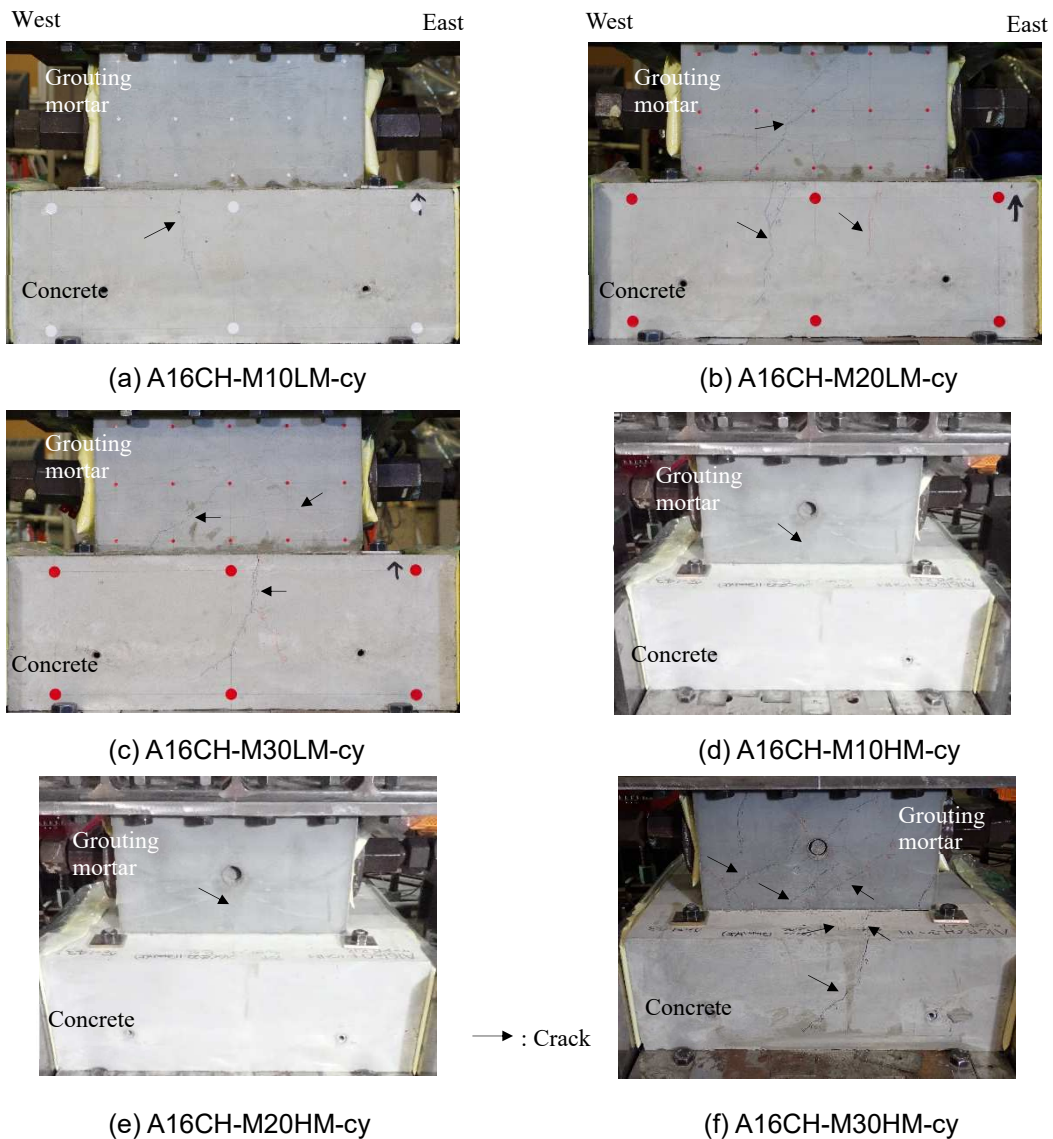 West
East
West
East
Grouting
mortar
Concrete
Grouting
mortar
Concrete
(a) A16CH-M10LM-cy
(b) A16CH-M20LM-cy
Grouting
mortar
Concrete
Grouting
mortar
Concrete
(c) A16CH-M30LM-cy
(d) A16CH-M10HM-cy
Grouting
mortar
Concrete
: Crack
Grouting
mortar
Concrete
(e) A16CH-M20HM-cy
(f) A16CH-M30HM-cy